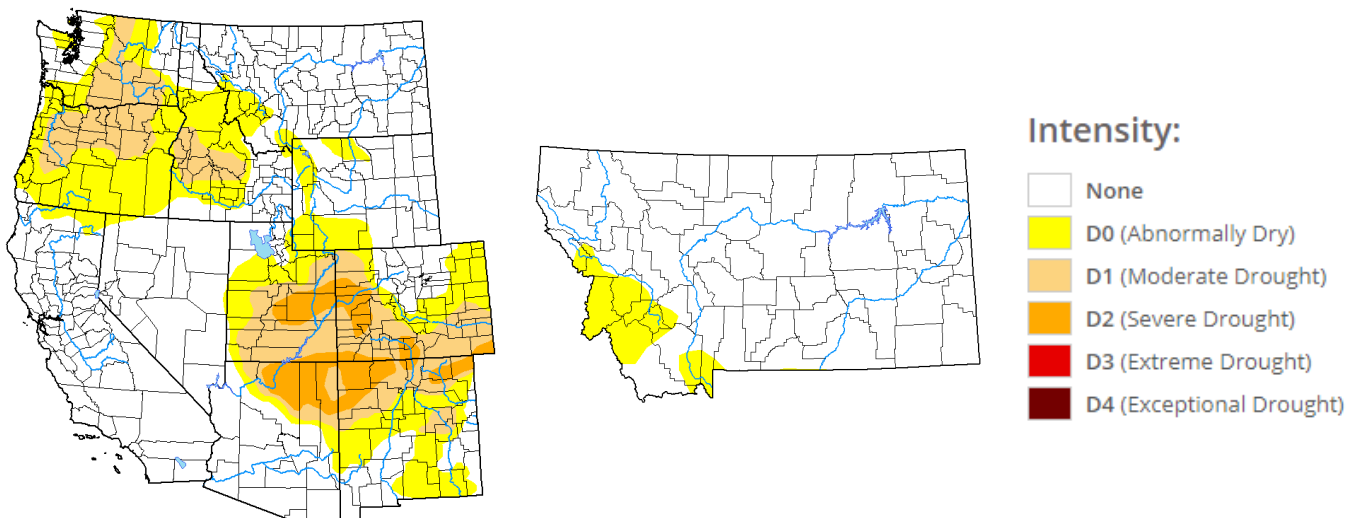 Intensity:
None
D0 (Abnormally Dry)
D1 (Moderate Drought)
D2 (Severe Drought)
D3 (Extreme Drought)
D4 (Exceptional Drought)